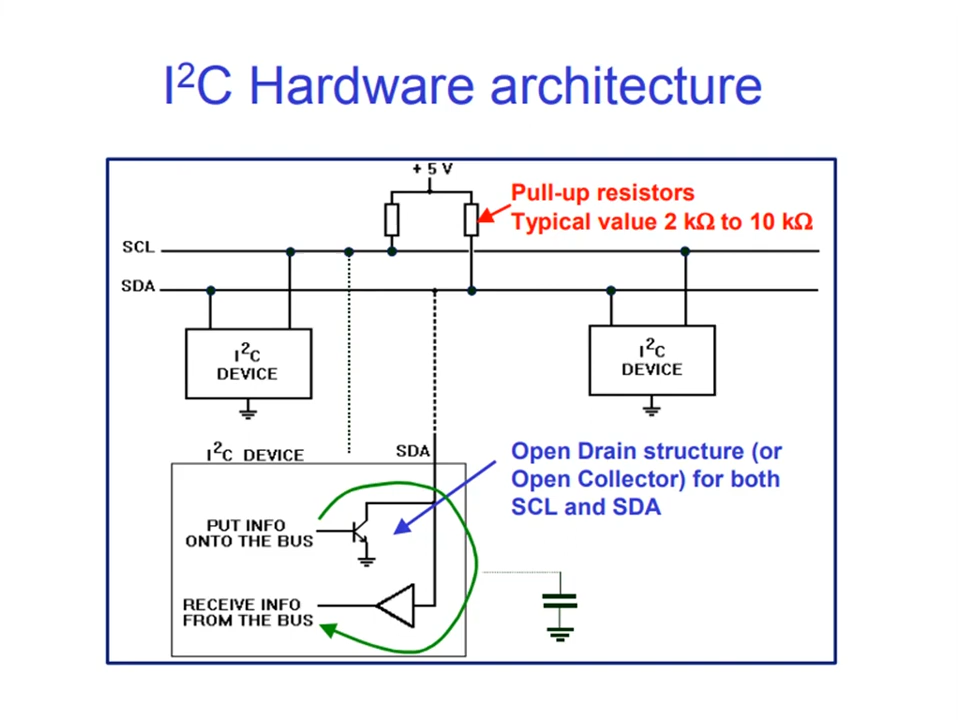 I²C Hardware architecture
+ 5 V
Pull-up resistors
Typical value 2 kΩ to 10 kΩ
SCL
SDA
I²C
DEVICE
I²C
DEVICE
I²C DEVICE
SDA
Open Drain structure (or
Open Collector) for both
SCL and SDA
PUT INFO
ONTO THE BUS
RECEIVE INFO
FROM THE BUS